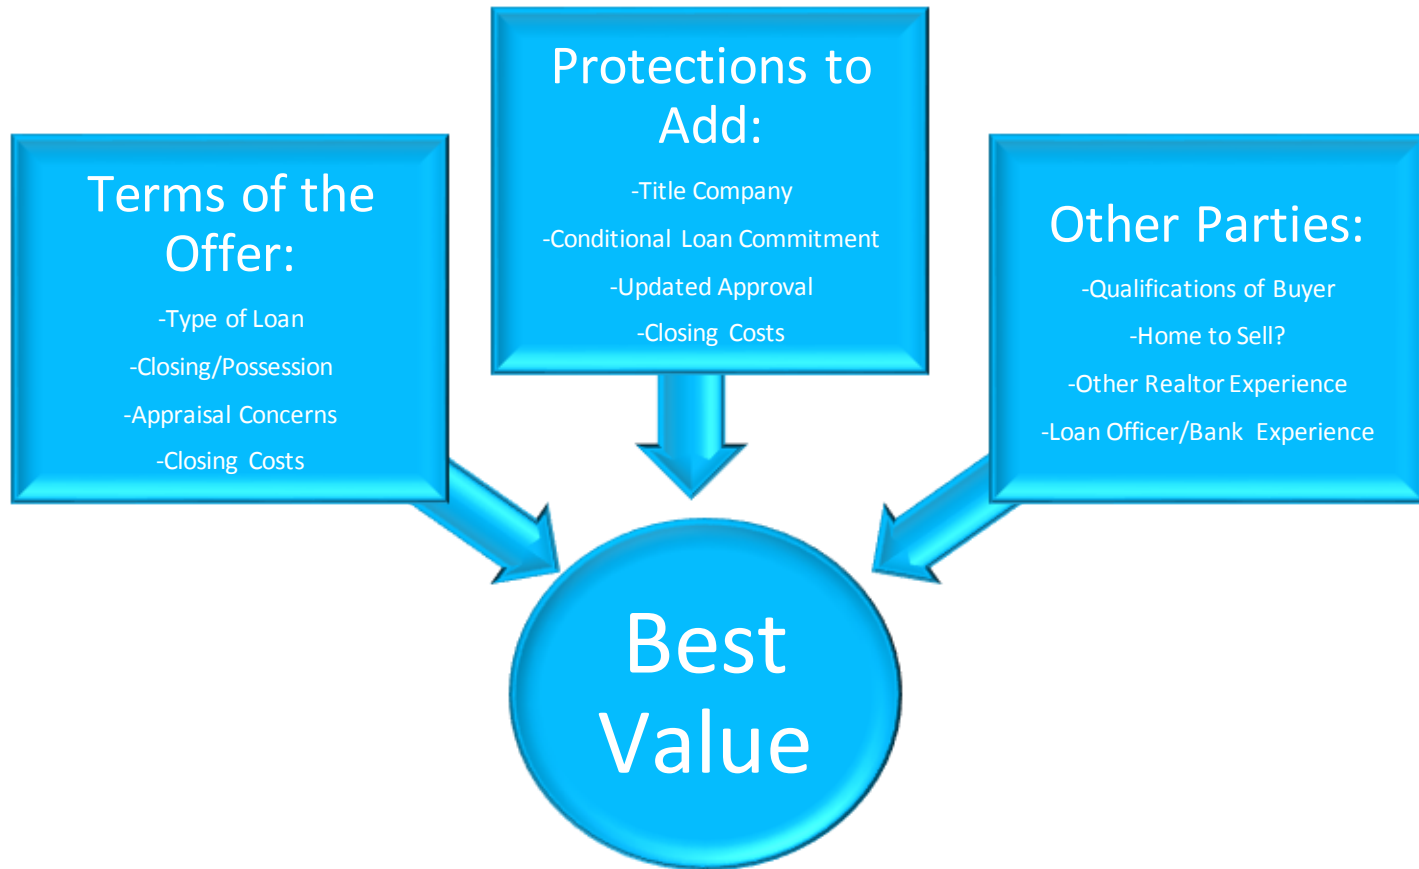 Terms of the
Offer:
-Type of Loan
-Closing/Possession
-Appraisal Concerns
-Closing Costs
Protections to
Add:
-Title Company
-Conditional Loan Commitment
-Updated Approval
-Closing Costs
Other Parties:
-Qualifications of Buyer
-Home to Sell?
-Other Realtor Experience
-Loan Officer/Bank Experience
Best
Value